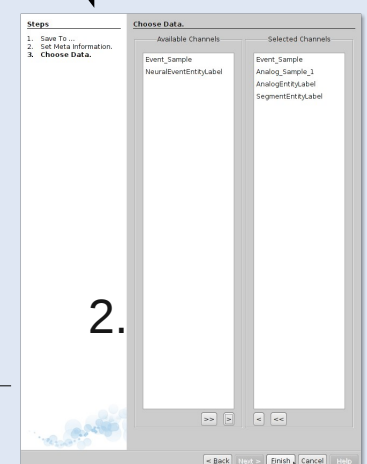 Steps
1. Save To ...
2. Set Meta Information.
3. Choose Data.
Choose Data.
Available Channels
Event_Sample
NeuralEventEntityLabel
Selected Channels
Event_Sample
Analog_Sample_1
AnalogEntityLabel
SegmentEntityLabel
2.
>> > < <<
< Back Next > Finish Cancel Help